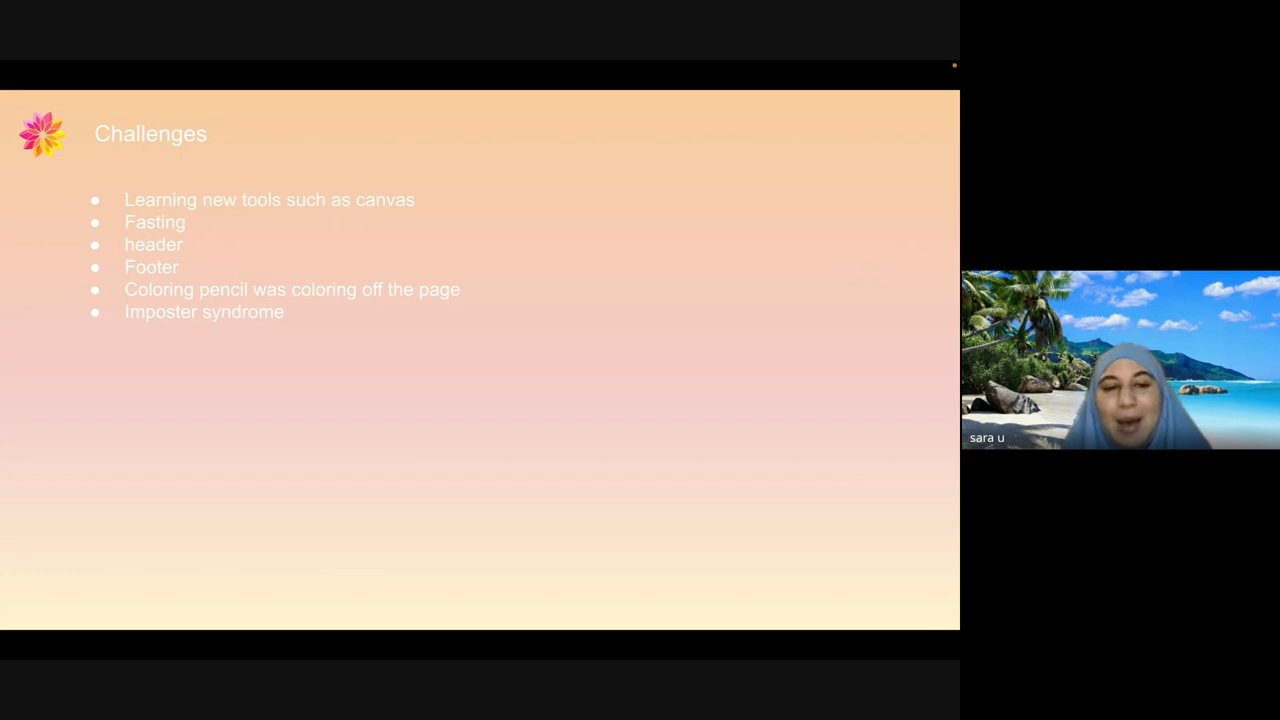 Challenges
Learning new tools such as canvas
Fasting
header
Footer
Coloring pencil was coloring off the page
Imposter syndrome
sara u